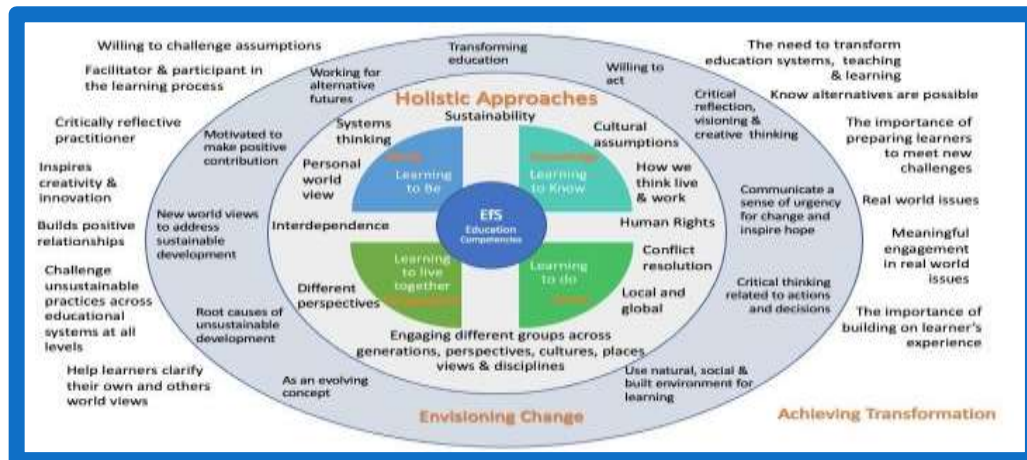 Willing to challenge assumptions
Facilitator & participant in
the learning process
Critically reflective
practitioner
Inspires
creativity &
innovation
Builds positive
relationships
Challenge
unsustainable
practices across
educational
systems at all
levels
Help learners clarify
their own and others
world views
Transforming
education
Working for
alternative
futures
Motivated to
make positive
contribution
New world views
to address
sustainable
development
Root causes of
unsustainable
development
As an evolving
concept
Willing to
act
Critical
reflection,
visioning &
creative thinking
Communicate a
sense of urgency
for change and
inspire hope
Critical thinking
related to actions
and decisions
Use natural, social &
built environment for
learning
Envisioning Change
Holistic Approaches
Sustainability
Systems
thinking
Personal
world
view
Interdependence
Different
perspectives
Cultural
assumptions
How we
think live
& work
Human Rights
Conflict
resolution
Local and
global
Engaging different groups across
generations, perspectives, cultures, places,
views & disciplines
Learning
to Be
Learning
to Know
EfS
Education
Competencies
Learning
to live
together
Learning
to do
The need to transform
education systems, teaching
& learning
Know alternatives are possible
The importance of
preparing learners
to meet new
challenges
Real world issues
Meaningful
engagement
in real world
issues
The importance of
building on learner's
experience
Achieving Transformation